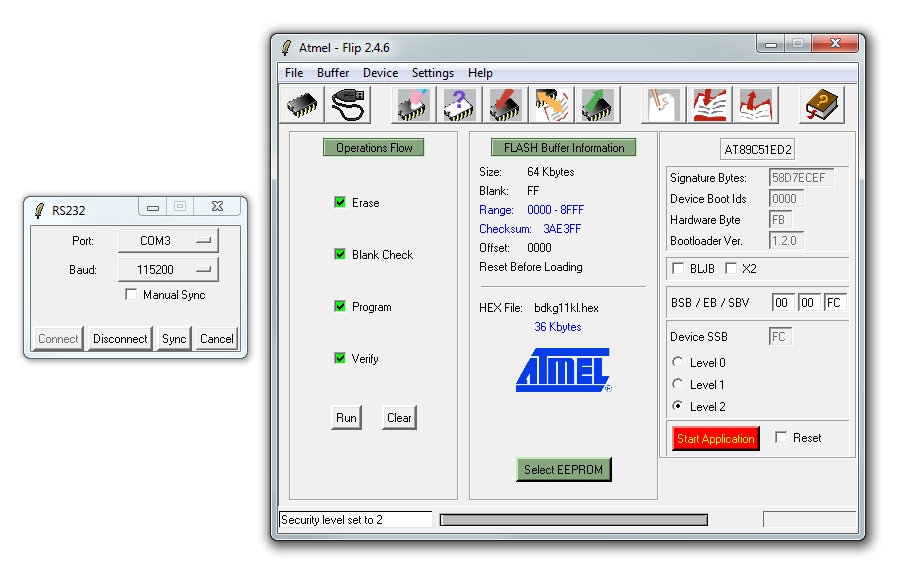 RS232
Port: COM3
Baud: 115200
Manual Sync
Connect Disconnect Sync Cancel
Atmel - Flip 2.4.6
File Buffer Device Settings Help
Operations Flow
Erase
Blank Check
Program
Verify
Run Clear
FLASH Buffer Information
Size: 64 Kbytes
Blank: FF
Range: 0000 - 8FFF
Checksum: 3AE3FF
Offset: 0000
Reset Before Loading
HEX File: bdkg11kl.hex
36 Kbytes
ATMEL
Select EEPROM
AT89C51ED2
Signature Bytes: 58D7ECEF
Device Boot Ids 0000
Hardware Byte FB
Bootloader Ver. 1.2.0
BLJB X2
BSB / EB / SBV 00 00 FC
Device SSB FC
Level 0
Level 1
Level 2
Start Application Reset
Security level set to 2